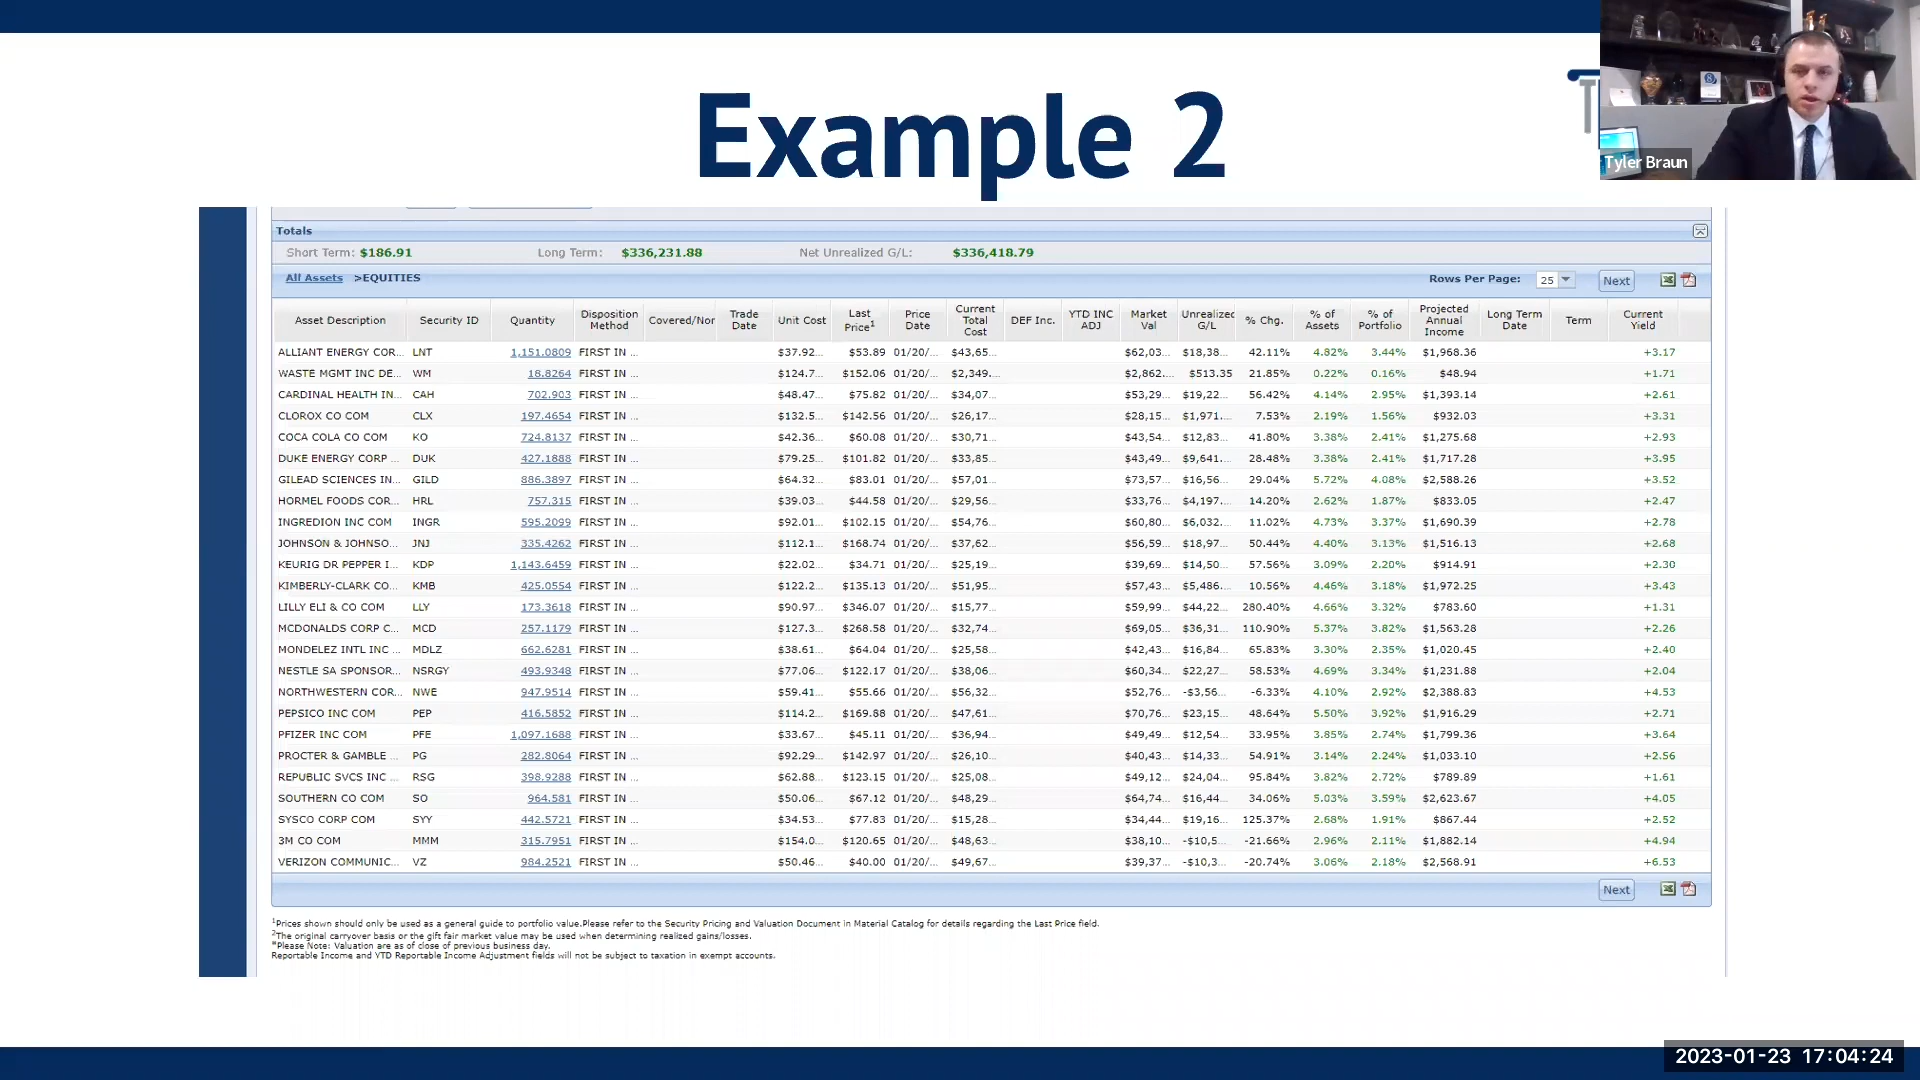 Example 2
Tyler Braun
Totals
Short Term: $186.91 Long Term: $336,231.88 Net Unrealized G/L: $336,418.79
All Assets >EQUITIES Rows Per Page: 25 Next
Asset Description Security ID Quantity Disposition Method Covered/Nor Trade Date Unit Cost Last Price1 Price Date Current Total Cost DEF Inc. YTD INC ADJ Market Val Unrealized G/L % Chg. % of Assets % of Portfolio Projected Annual Income Long Term Date Term Current Yield
ALLIANT ENERGY COR... LNT 1,151.0809 FIRST IN ... $37.92... $53.89 01/20/... $43,65... $62,03... $18,38... 42.11% 4.82% 3.44% $1,968.36 +3.17
WASTE MGMT INC DE... WM 18.8264 FIRST IN ... $124.7... $152.06 01/20/... $2,349.... $2,862.... $513.35 21.85% 0.22% 0.16% $48.94 +1.71
CARDINAL HEALTH IN... CAH 702.903 FIRST IN ... $48.47... $75.82 01/20/... $34,07... $53,29... $19,22... 56.42% 4.14% 2.95% $1,393.14 +2.61
CLOROX CO COM CLX 197.4654 FIRST IN ... $132.5... $142.56 01/20/... $26,17... $28,15... $1,971.... 7.53% 2.19% 1.56% $932.03 +3.31
COCA COLA CO COM KO 724.8137 FIRST IN ... $42.36... $60.08 01/20/... $30,71... $43,54... $12,83... 41.80% 3.38% 2.41% $1,275.68 +2.93
DUKE ENERGY CORP ... DUK 427.1888 FIRST IN ... $79.25... $101.82 01/20/... $33,85... $43,49... $9,641.... 28.48% 3.38% 2.41% $1,717.28 +3.95
GILEAD SCIENCES IN... GILD 886.3897 FIRST IN ... $64.32... $83.01 01/20/... $57,01... $73,57... $16,56... 29.04% 5.72% 4.08% $2,588.26 +3.52
HORMEL FOODS COR... HRL 757.315 FIRST IN ... $39.03... $44.58 01/20/... $29,56... $33,76... $4,197.... 14.20% 2.62% 1.87% $833.05 +2.47
INGREDION INC COM INGR 595.2099 FIRST IN ... $92.01... $102.15 01/20/... $54,76... $60,80... $6,032.... 11.02% 4.73% 3.37% $1,690.39 +2.78
JOHNSON & JOHNSO... JNJ 335.4262 FIRST IN ... $112.1... $168.74 01/20/... $37,62... $56,59... $18,97... 50.44% 4.40% 3.13% $1,516.13 +2.68
KEURIG DR PEPPER I... KDP 1,143.6459 FIRST IN ... $22.02... $34.71 01/20/... $25,19... $39,69... $14,50... 57.56% 3.09% 2.20% $914.91 +2.30
KIMBERLY-CLARK CO... KMB 425.0554 FIRST IN ... $122.2... $135.13 01/20/... $51,95... $57,43... $5,486.... 10.56% 4.46% 3.18% $1,972.25 +3.43
LILLY ELI & CO COM LLY 173.3618 FIRST IN ... $90.97... $346.07 01/20/... $15,77... $59,99... $44,22... 280.40% 4.66% 3.32% $783.60 +1.31
MCDONALDS CORP C... MCD 257.1179 FIRST IN ... $127.3... $268.58 01/20/... $32,74... $69,05... $36,31... 110.90% 5.37% 3.82% $1,563.28 +2.26
MONDELEZ INTL INC ... MDLZ 662.6281 FIRST IN ... $38.61... $64.04 01/20/... $25,58... $42,43... $16,84... 65.83% 3.30% 2.35% $1,020.45 +2.40
NESTLE SA SPONSOR... NSRGY 493.9348 FIRST IN ... $77.06... $122.17 01/20/... $38,06... $60,34... $22,27... 58.53% 4.69% 3.34% $1,231.88 +2.04
NORTHWESTERN COR... NWE 947.9514 FIRST IN ... $59.41... $55.66 01/20/... $56,32... $52,76... -$3,56... -6.33% 4.10% 2.92% $2,388.83 +4.53
PEPSICO INC COM PEP 416.5852 FIRST IN ... $114.2... $169.88 01/20/... $47,61... $70,76... $23,15... 48.64% 5.50% 3.92% $1,916.29 +2.71
PFIZER INC COM PFE 1,097.1688 FIRST IN ... $33.67... $45.11 01/20/... $36,94... $49,49... $12,54... 33.95% 3.85% 2.74% $1,799.36 +3.64
PROCTER & GAMBLE ... PG 282.8064 FIRST IN ... $92.29... $142.97 01/20/... $26,10... $40,43... $14,33... 54.91% 3.14% 2.24% $1,033.10 +2.56
REPUBLIC SVCS INC ... RSG 398.9288 FIRST IN ... $62.88... $123.15 01/20/... $25,08... $49,12... $24,04... 95.84% 3.82% 2.72% $789.89 +1.61
SOUTHERN CO COM SO 964.581 FIRST IN ... $50.06... $67.12 01/20/... $48,29... $64,74... $16,44... 34.06% 5.03% 3.59% $2,623.67 +4.05
SYSCO CORP COM SYY 442.5721 FIRST IN ... $34.53... $77.83 01/20/... $15,28... $34,44... $19,16... 125.37% 2.68% 1.91% $867.44 +2.52
3M CO COM MMM 315.7951 FIRST IN ... $154.0... $120.65 01/20/... $48,63... $38,10... -$10,5... -21.66% 2.96% 2.11% $1,882.14 +4.94
VERIZON COMMUNIC... VZ 984.2521 FIRST IN ... $50.46... $40.00 01/20/... $49,67... $39,37... -$10,3... -20.74% 3.06% 2.18% $2,568.91 +6.53
Next
1Prices shown should only be used as a general guide to portfolio value.Please refer to the Security Pricing and Valuation Document in Material Catalog for details regarding the Last Price field.
2The original carryover basis or the gift fair market value may be used when determining realized gains/losses.
*Please Note: Valuation are as of close of previous business day.
Reportable Income and YTD Reportable Income Adjustment fields will not be subject to taxation in exempt accounts.
2023-01-23 17:04:24